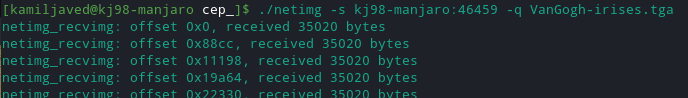 [kamiljaved@kj98-manjaro cep_]$ ./netimg -s kj98-manjaro:46459 -q VanGogh-irises.tga
netimg_recvimg: offset 0x0, received 35020 bytes
netimg_recvimg: offset 0x88cc, received 35020 bytes
netimg_recvimg: offset 0x11198, received 35020 bytes
netimg_recvimg: offset 0x19a64, received 35020 bytes
netimg_recvimg: offset 0x22330, received 35020 bytes